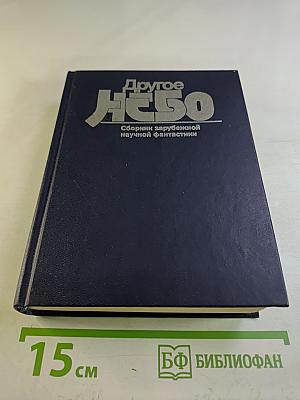 Другое
НЕБО
Сборник зарубежной
научной фантастики
15 см
БФ БИБЛИОФАН